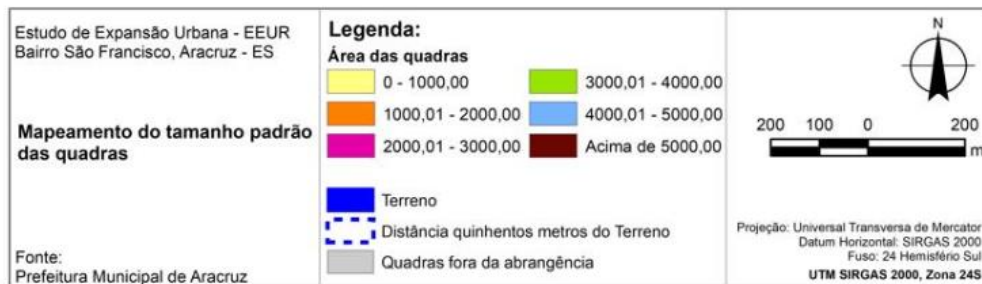 Estudo de Expansão Urbana - EEUR
Bairro São Francisco, Aracruz - ES
Mapeamento do tamanho padrão
das quadras
Fonte:
Prefeitura Municipal de Aracruz
Legenda:
Área das quadras
0 - 1000,00
1000,01 - 2000,00
2000,01 - 3000,00
3000,01 - 4000,00
4000,01 - 5000,00
Acima de 5000,00
Terreno
Distância quinhentos metros do Terreno
Quadras fora da abrangência
N
200 100 0 200
m
Projeção: Universal Transversa de Mercator
Datum Horizontal: SIRGAS 2000
Fuso: 24 Hemisfério Sul
UTM SIRGAS 2000, Zona 24S